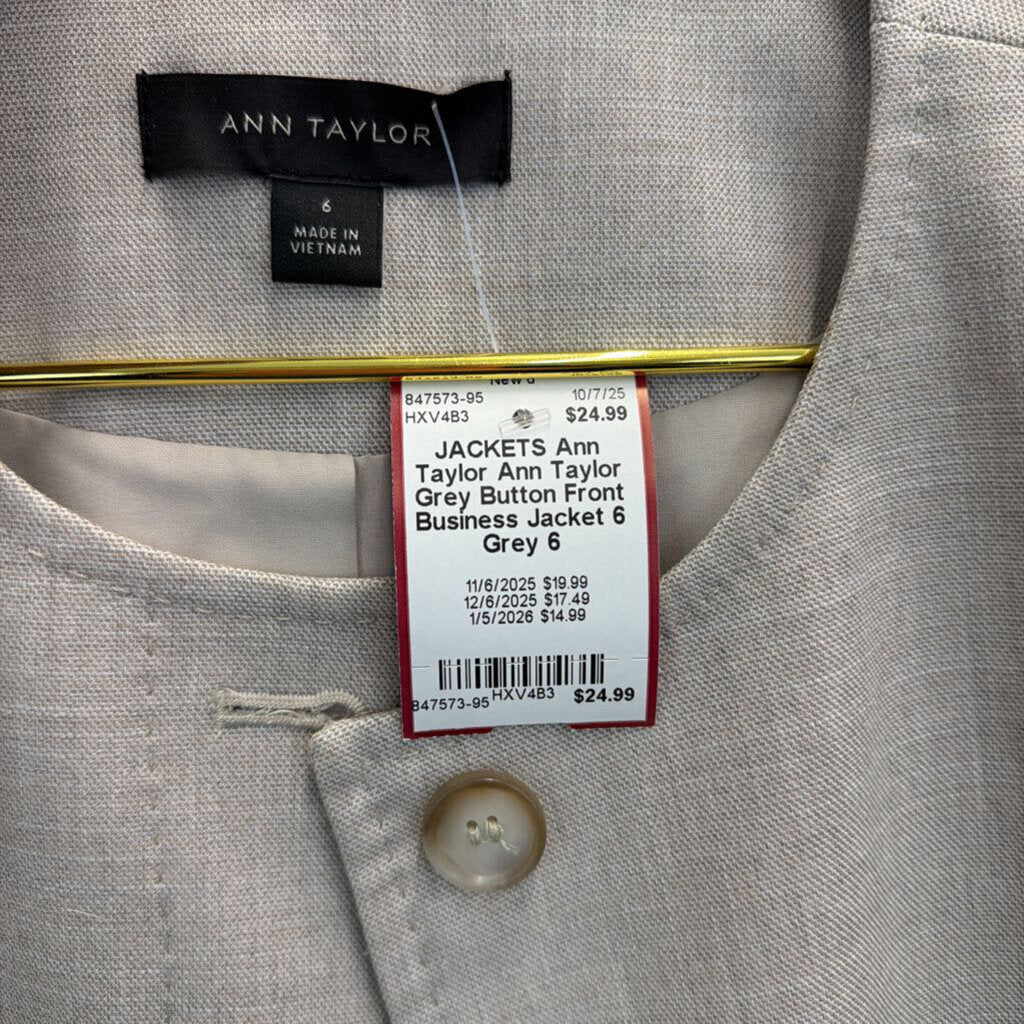 ANN TAYLOR
6
MADE IN
VIETNAM
847573-95 10/7/25
HXV4B3 $24.99
JACKETS Ann
Taylor Ann Taylor
Grey Button Front
Business Jacket 6
Grey 6
11/6/2025 $19.99
12/6/2025 $17.49
1/5/2026 $14.99
847573-95 HXV4B3 $24.99